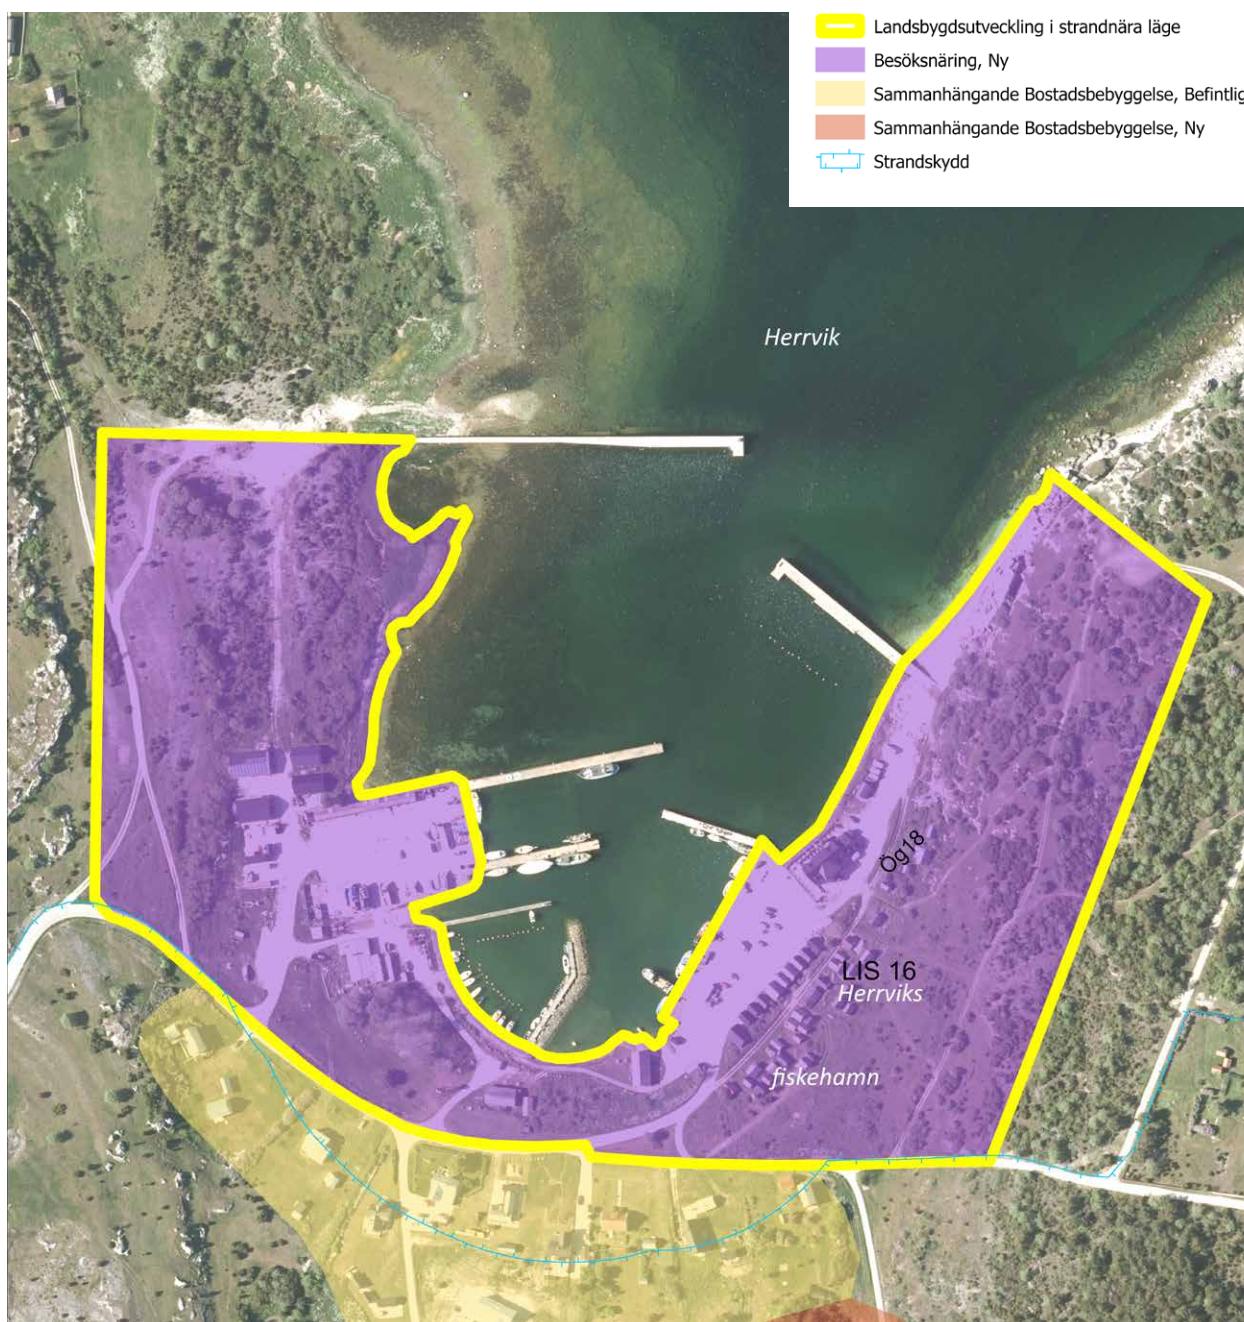 Landsbygdsutveckling i strandnära läge
Besöksnäring, Ny
Sammanhängande Bostadsbebyggelse, Befintlig
Sammanhängande Bostadsbebyggelse, Ny
Strandskydd
Herrvik
Ög18
LIS 16
Herrviks
fiskehamn